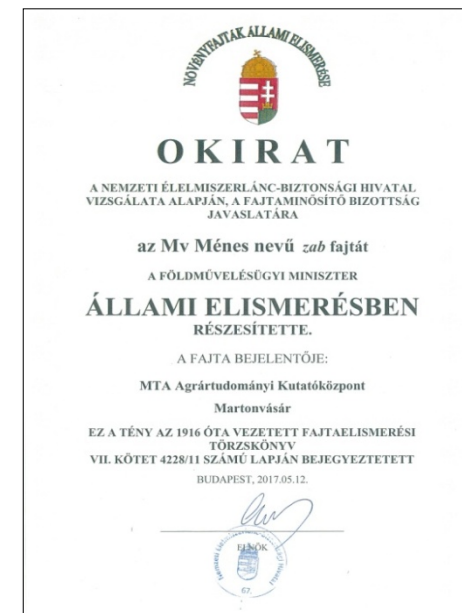 NÖVÉNYFAJTÁK ÁLLAMI ELISMERÉSE
OKIRAT
A NEMZETI ÉLELMISZERLÁNC-BIZTONSÁGI HIVATAL
VIZSGÁLATA ALAPJÁN, A FAJTAMINŐSÍTŐ BIZOTTSÁG
JAVASLATÁRA
az Mv Ménes nevű zab fajtát
A FÖLDMŰVELÉSÜGYI MINISZTER
ÁLLAMI ELISMERÉSBEN
RÉSZESÍTETTE.
A FAJTA BEJELENTŐJE:
MTA Agrártudományi Kutatóközpont
Martonvásár
EZ A TÉNY AZ 1916 ÓTA VEZETETT FAJTAELISMERÉSI
TÖRZSKÖNYV
VII. KÖTET 4228/11 SZÁMÚ LAPJÁN BEJEGYEZTETETT
BUDAPEST, 2017.05.12.
ELNÖK
67.